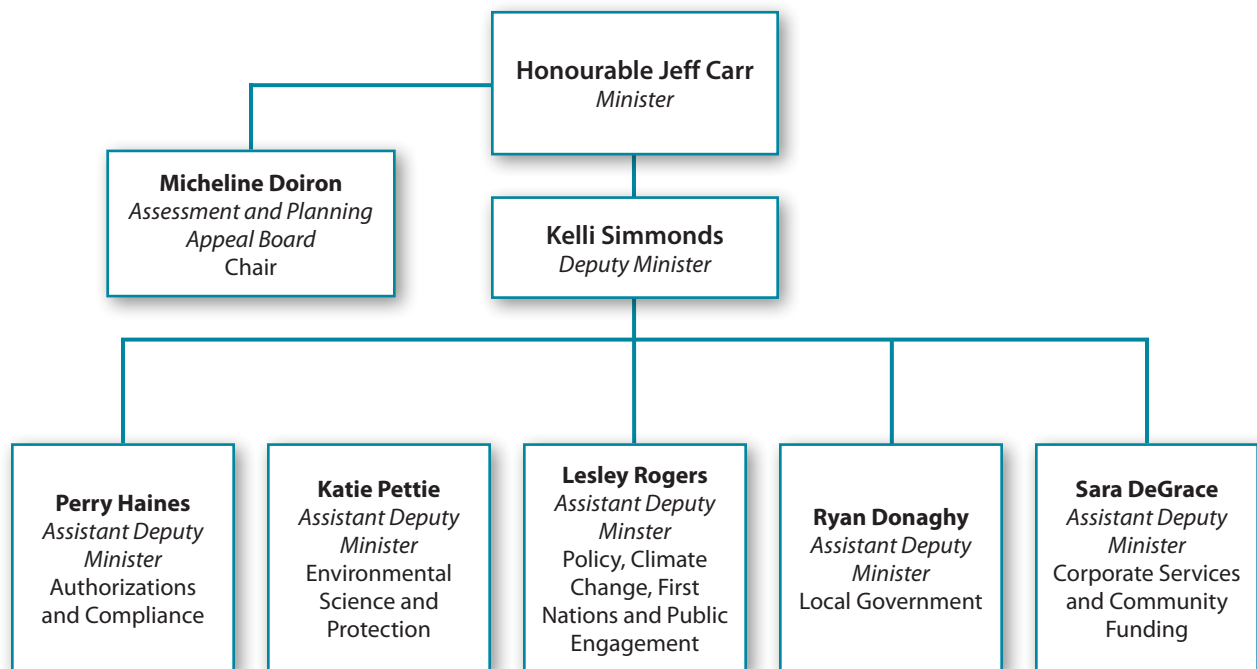 Honourable Jeff Carr
Minister
Micheline Doiron
Assessment and Planning
Appeal Board
Chair
Kelli Simmonds
Deputy Minister
Perry Haines
Assistant Deputy
Minister
Authorizations
and Compliance
Katie Pettie
Assistant Deputy
Minister
Environmental
Science and
Protection
Lesley Rogers
Assistant Deputy
Minster
Policy, Climate
Change, First
Nations and Public
Engagement
Ryan Donaghy
Assistant Deputy
Minister
Local Government
Sara DeGrace
Assistant Deputy
Minister
Corporate Services
and Community
Funding